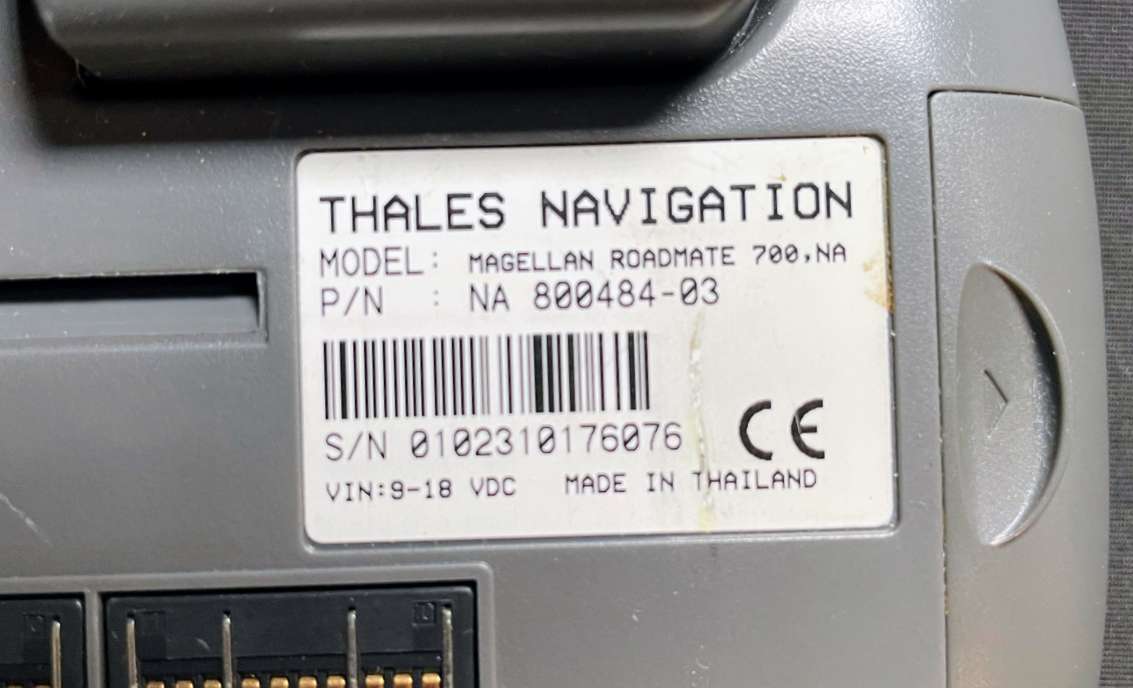 THALES NAVIGATION
MODEL: MAGELLAN ROADMATE 700,NA
P/N : NA 800484-03
S/N 0102310176076
CE
VIN:9-18 VDC MADE IN THAILAND